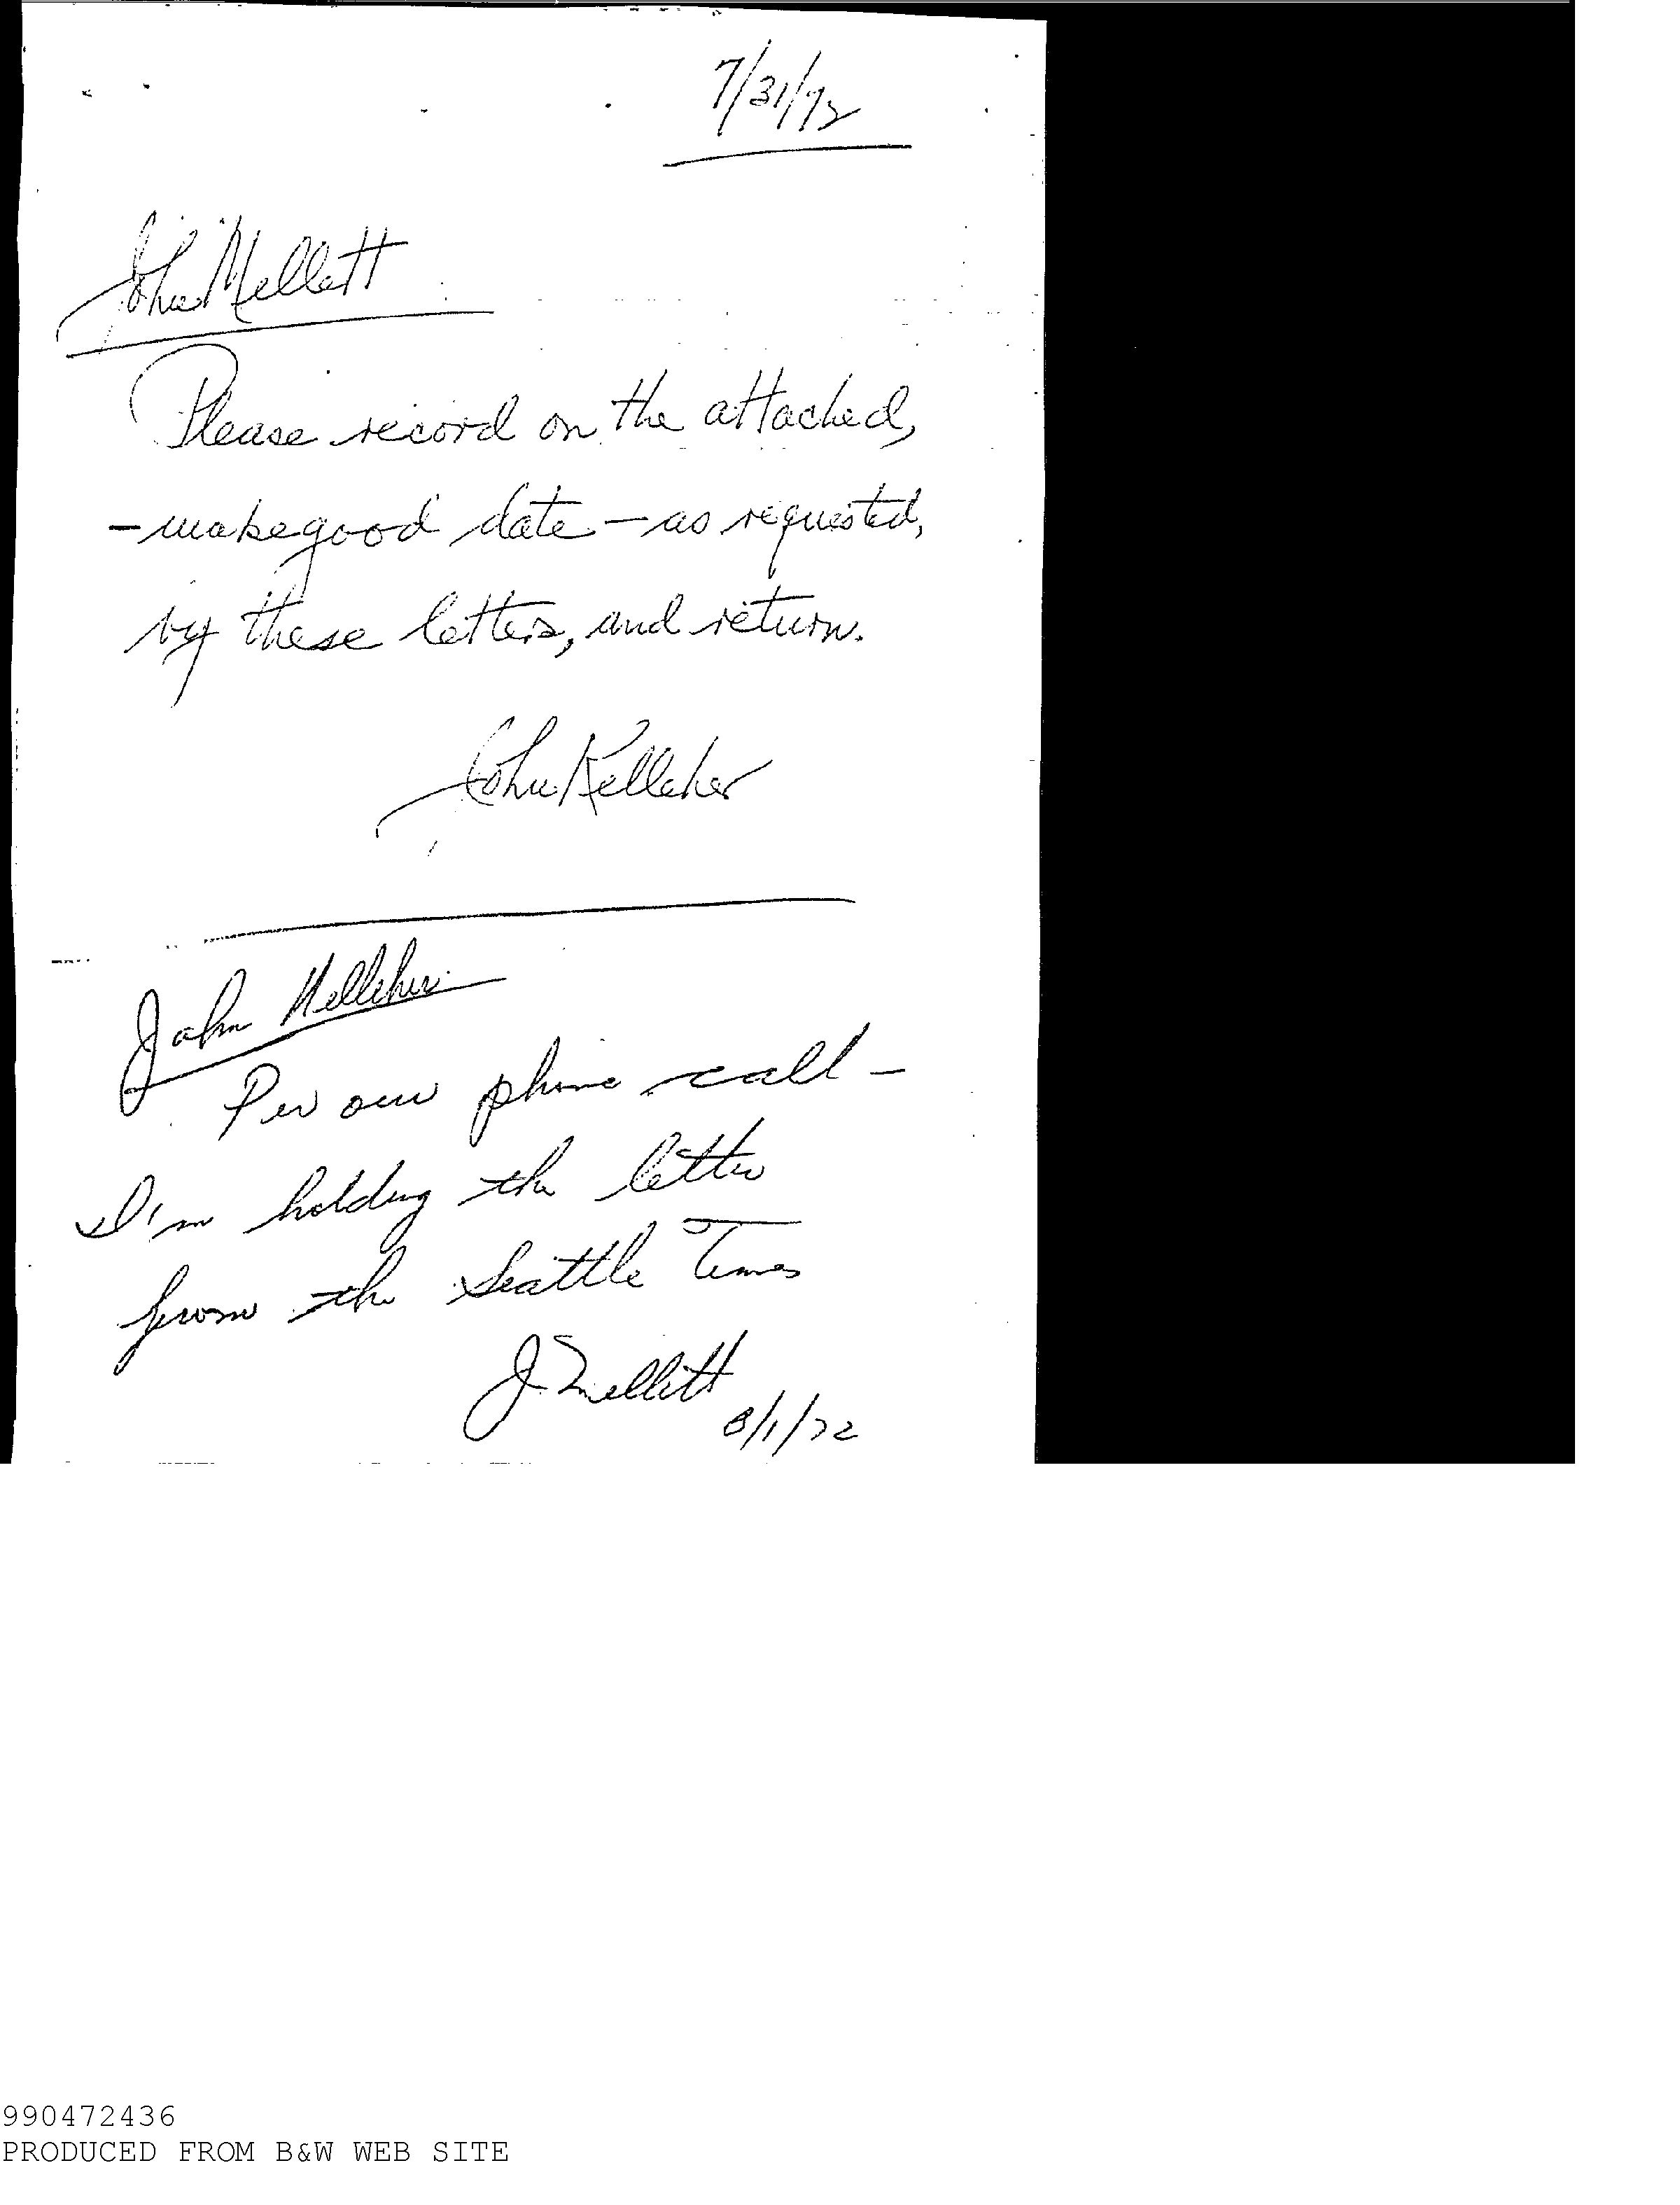 7/31/72
John Mellett
Please record on the attached,
- makegood date - as requested,
by these letters, and return.
John Kelleher
John Kelleher
Per our phone call -
I'm holding the letter
from the Seattle Times
J. Mellett
8/1/72
990472436
PRODUCED FROM B&W WEB SITE